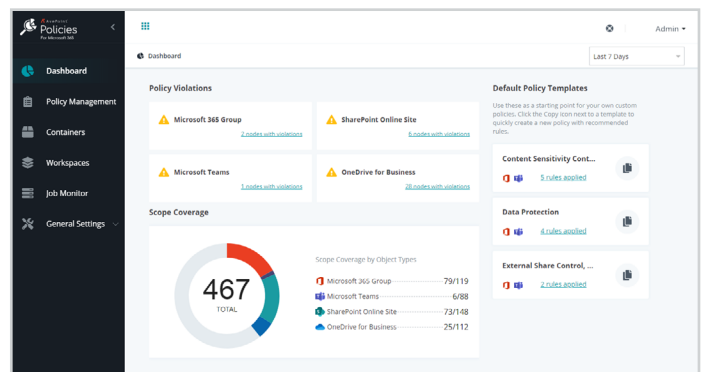 AvePoint
Policies
For Microsoft 365
Admin
Dashboard
Last 7 Days
Dashboard
Policy Management
Containers
Workspaces
Job Monitor
General Settings
Policy Violations
Microsoft 365 Group
2 nodes with violations
SharePoint Online Site
6 nodes with violations
Microsoft Teams
1 nodes with violations
OneDrive for Business
28 nodes with violations
Scope Coverage
467
TOTAL
Scope Coverage by Object Types
Microsoft 365 Group 79/119
Microsoft Teams 6/88
SharePoint Online Site 73/148
OneDrive for Business 25/112
Default Policy Templates
Use these as a starting point for your own custom
policies. Click the Copy icon next to a template to
quickly create a new policy with recommended
rules.
Content Sensitivity Cont...
5 rules applied
Data Protection
4 rules applied
External Share Control, ...
2 rules applied